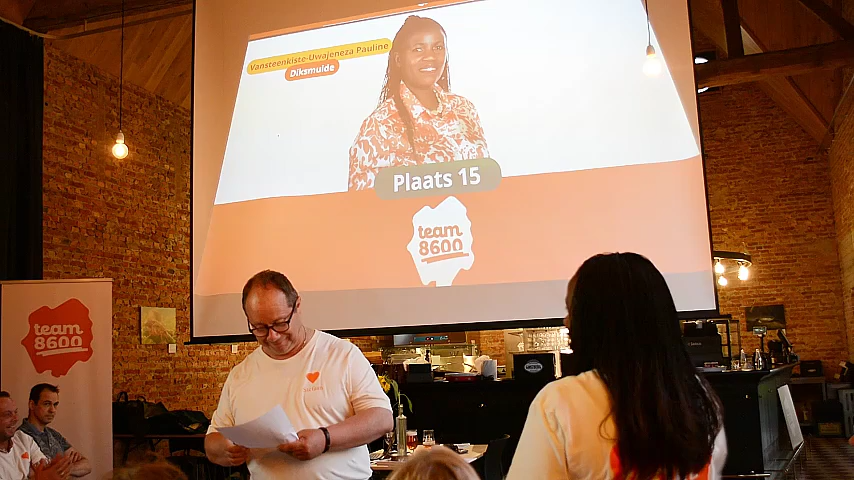 Vansteenkiste-Uwajeneza Pauline
Diksmuide
Plaats 15
team
8600
team
8600